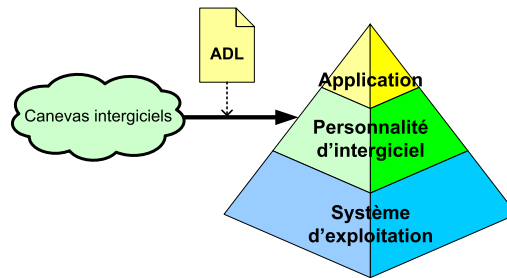 ADL
Canevas intergiciels
Application
Personnalité
d'intergiciel
Système
d'exploitation